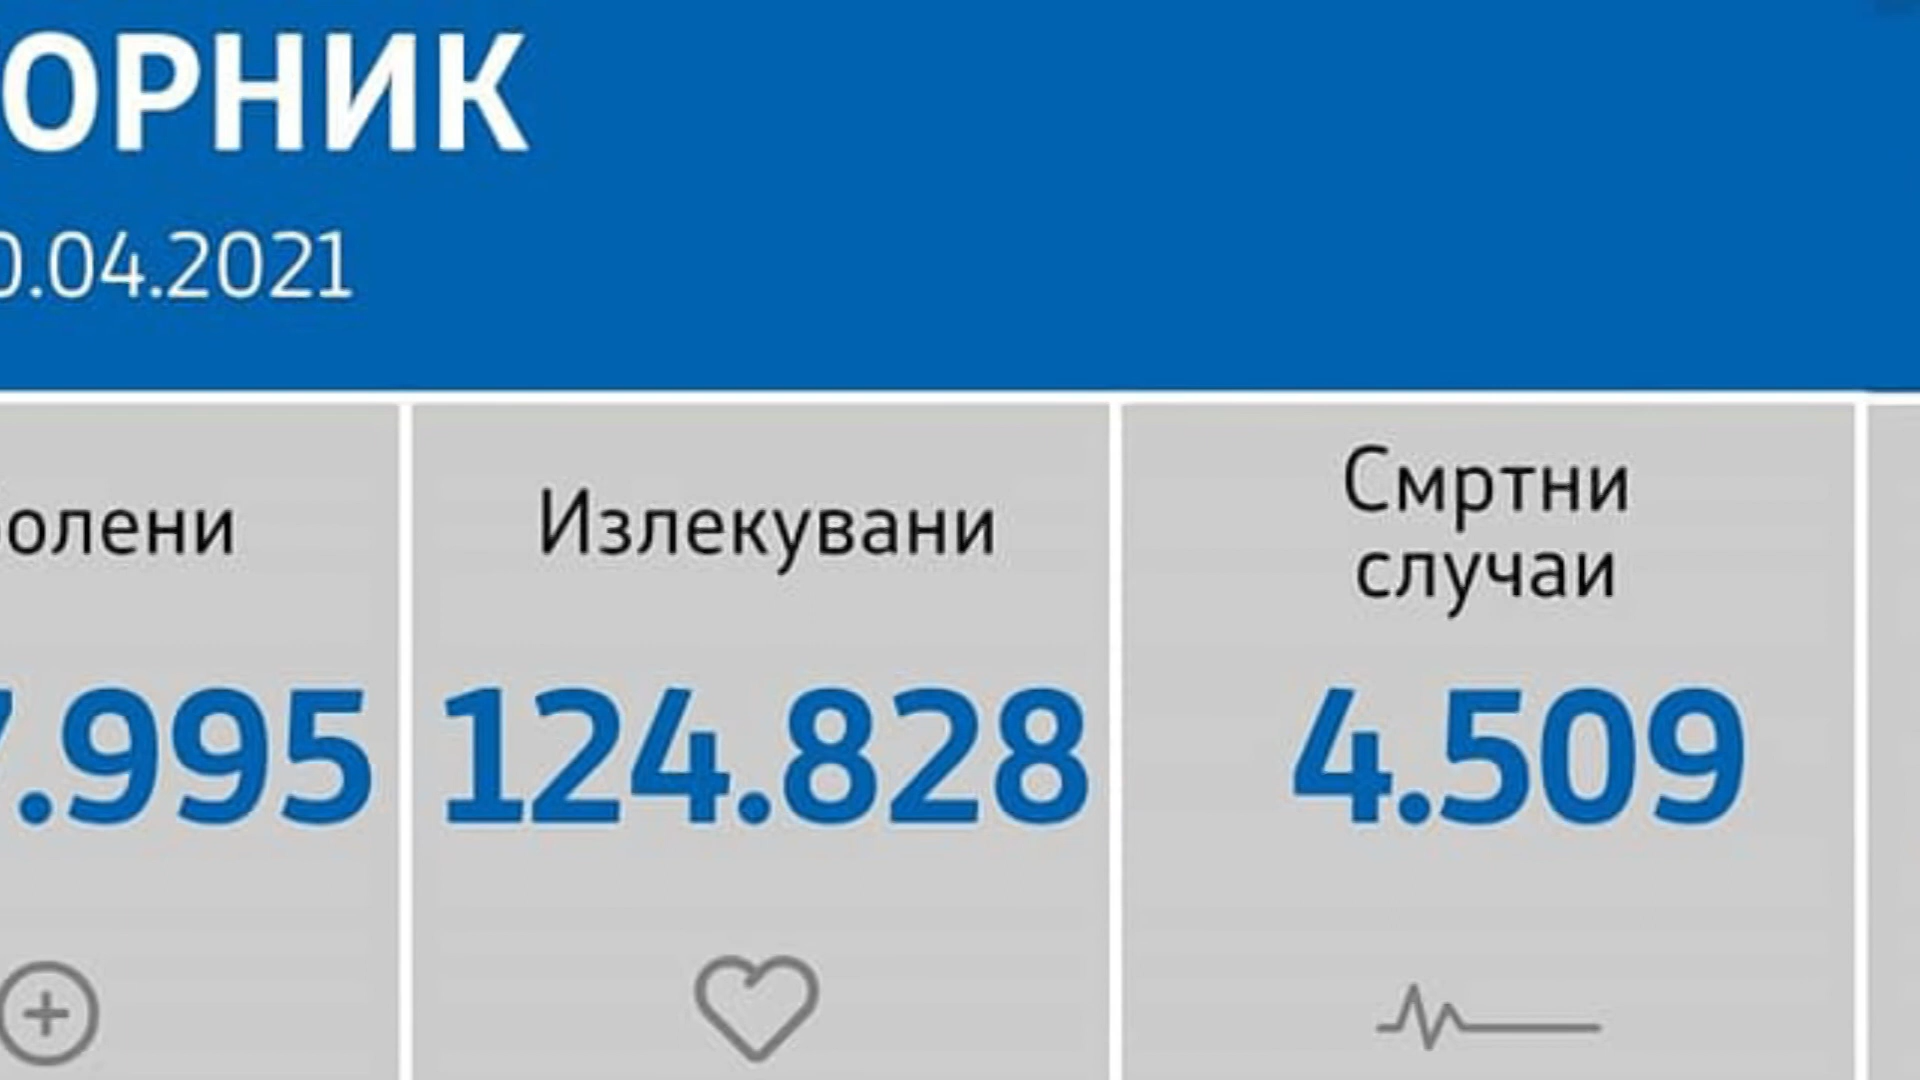 ОРНИК
0.04.2021
олени
Излекувани
Смртни
случаи
.995
124.828
4.509